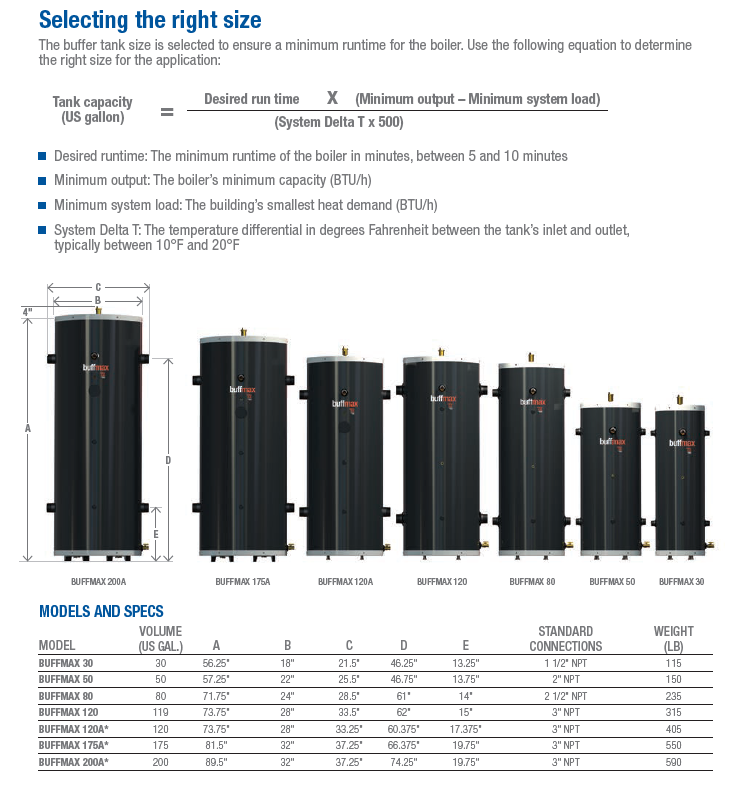 Selecting the right size
The buffer tank size is selected to ensure a minimum runtime for the boiler. Use the following equation to determine
the right size for the application:
Tank capacity
(US gallon)
=
Desired run time X (Minimum output – Minimum system load)
(System Delta T x 500)
Desired runtime: The minimum runtime of the boiler in minutes, between 5 and 10 minutes
Minimum output: The boiler's minimum capacity (BTU/h)
Minimum system load: The building's smallest heat demand (BTU/h)
System Delta T: The temperature differential in degrees Fahrenheit between the tank's inlet and outlet,
typically between 10°F and 20°F
C
B
4"
A
D
E
buffmax
buffmax
buffmax
buffmax
buffmax
buffmax
buffmax
BUFFMAX 200A BUFFMAX 175A BUFFMAX 120A BUFFMAX 120 BUFFMAX 80 BUFFMAX 50 BUFFMAX 30
MODELS AND SPECS
MODEL VOLUME (US GAL.) A B C D E STANDARD CONNECTIONS WEIGHT (LB)
BUFFMAX 30 30 56.25" 18" 21.5" 46.25" 13.25" 1 1/2" NPT 115
BUFFMAX 50 50 57.25" 22" 25.5" 46.75" 13.75" 2" NPT 150
BUFFMAX 80 80 71.75" 24" 28.5" 61" 14" 2 1/2" NPT 235
BUFFMAX 120 119 73.75" 28" 33.5" 62" 15" 3" NPT 315
BUFFMAX 120A* 120 73.75" 28" 33.25" 60.375" 17.375" 3" NPT 405
BUFFMAX 175A* 175 81.5" 32" 37.25" 66.375" 19.75" 3" NPT 550
BUFFMAX 200A* 200 89.5" 32" 37.25" 74.25" 19.75" 3" NPT 590